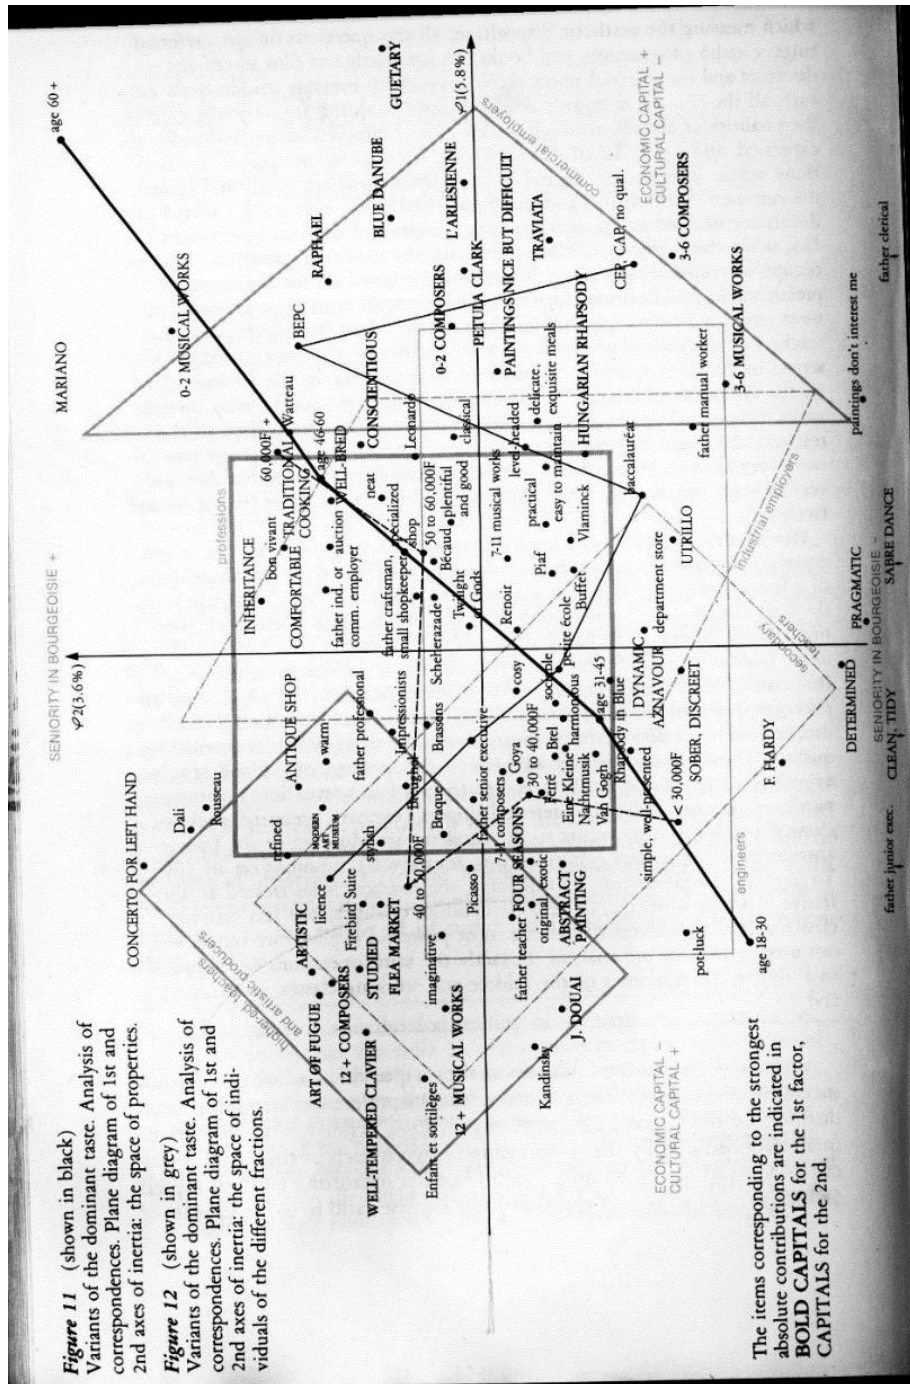 Figure 11 (shown in black)
Variants of the dominant taste. Analysis of
correspondences. Plane diagram of 1st and
2nd axes of inertia: the space of properties.
Figure 12 (shown in grey)
Variants of the dominant taste. Analysis of
correspondences. Plane diagram of 1st and
2nd axes of inertia: the space of indi-
viduals of the different fractions.
SENIORITY IN BOURGEOISIE +
φ2(3.6%)
MARIANO
age 60 +
CONCERTO FOR LEFT HAND
Dali
Rousseau
0-2 MUSICAL WORKS
professions
INHERITANCE
60,000F +
bon vivant
TRADITIONAL
COOKING
Watteau
BEPC
RAPHAEL
GUETARY
refined
ANTIQUE SHOP
COMFORTABLE
age 46-60
higher-ed. teachers
and artistic producers
ARTISTIC
licence
MODERN
ART
MUSEUM
warm
father ind. or
comm. employer
auction
WELL-BRED
CONSCIENTIOUS
BLUE DANUBE
ART OF FUGUE
12 + COMPOSERS
Firebird Suite
stylish
father professional
neat
Leonardo
WELL-TEMPERED CLAVIER
STUDIED
FLEA MARKET
Impressionists
father craftsman,
small shopkeeper
specialized
shop
Breughel
40 to 50,000F
50 to 60,000F
0-2 COMPOSERS
L'ARLESIENNE
Enfant et sortilèges
imaginative
Braque
Brassens
Scheherazade
Bécaud
plentiful
and good
classical
12 + MUSICAL WORKS
Picasso
father senior executive
Twilight
on Gods
PETULA CLARK
φ1(5.8%)
7-11 composers
Renoir
7-11 musical works
PAINTINGS NICE BUT DIFFICULT
father teacher
FOUR SEASONS
Goya
cosy
level-headed
30 to 40,000F
original, exotic
Ferré
Brel
sociable
Piaf
practical
easy to maintain
a delicate,
exquisite meals
TRAVIATA
commercial employers
Kandinsky
J. DOUAI
ABSTRACT
PAINTING
Eine Kleine
Nachtmusik
harmonious
petite école
Buffet
Vlaminck
HUNGARIAN RHAPSODY
Van Gogh
age 31-45
Rhapsody in Blue
CEP, CAP, no qual.
baccalauréat
ECONOMIC CAPITAL +
CULTURAL CAPITAL –
simple, well-presented
DYNAMIC
AZNAVOUR
department store
ECONOMIC CAPITAL –
CULTURAL CAPITAL +
< 30,000F
SOBER, DISCREET
UTRILLO
father manual worker
3-6 COMPOSERS
pot-luck
engineers
industrial employers
3-6 MUSICAL WORKS
age 18-30
F. HARDY
secondary
teachers
DETERMINED
PRAGMATIC
paintings don't interest me
SENIORITY IN BOURGEOISIE –
father junior exec.
CLEAN, TIDY
SABRE DANCE
father clerical
The items corresponding to the strongest
absolute contributions are indicated in
BOLD CAPITALS for the 1st factor,
CAPITALS for the 2nd.